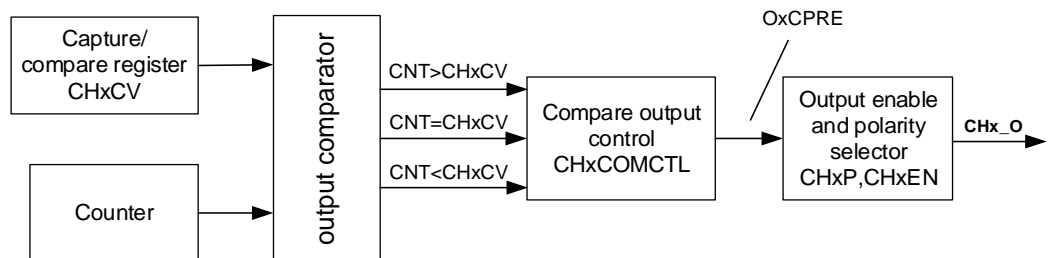 Capture/
compare register
CHxCV
Counter
output comparator
CNT>CHxCV
CNT=CHxCV
CNT<CHxCV
Compare output
control
CHxCOMCTL
OxCPRE
Output enable
and polarity
selector
CHxP,CHxEN
CHx_O